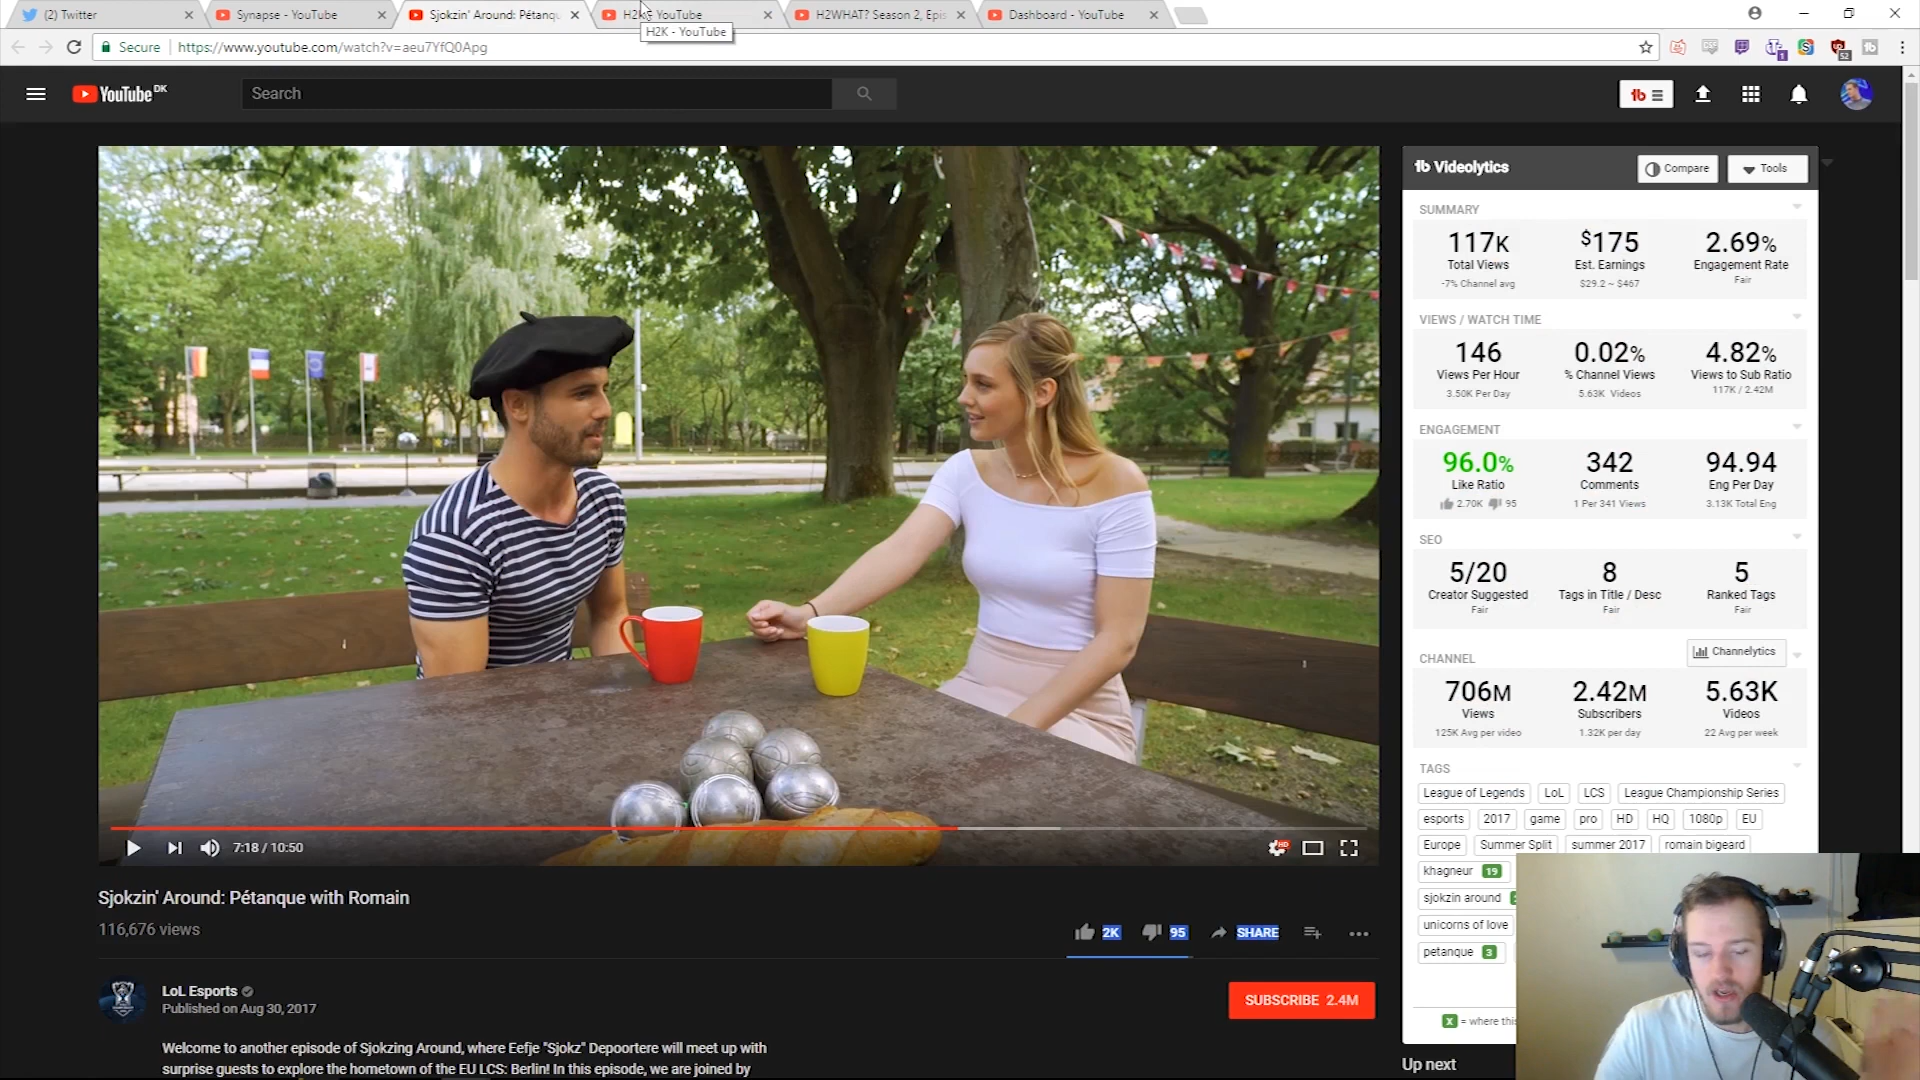 (2) Twitter
Synapse - YouTube
Sjokzin' Around: Pétanqu
H2K - YouTube
H2WHAT? Season 2, Epis
Dashboard - YouTube
H2K - YouTube
Secure
https://www.youtube.com/watch?v=aeu7YfQ0Apg
YouTube DK
Search
Videolytics
Compare
Tools
SUMMARY
117K $175 2.69%
Total Views Est. Earnings Engagement Rate
-7% Channel avg $29.2 ~ $467 Fair
VIEWS / WATCH TIME
146 0.02% 4.82%
Views Per Hour % Channel Views Views to Sub Ratio
3.50K Per Day 5.63K Videos 117K / 2.42M
ENGAGEMENT
96.0% 342 94.94
Like Ratio Comments Eng Per Day
2.70K 95 1 Per 341 Views 3.13K Total Eng
SEO
5/20 8 5
Creator Suggested Tags in Title / Desc Ranked Tags
Fair Fair Fair
CHANNEL
Channelytics
706M 2.42M 5.63K
Views Subscribers Videos
125K Avg per video 1.32K per day 22 Avg per week
TAGS
League of Legends LoL LCS League Championship Series
esports 2017 game pro HD HQ 1080p EU
Europe Summer Split summer 2017 romain bigeard
khagneur 19
sjokzin around
unicorns of love
petanque 3
x = where this
Up next
7:18 / 10:50
HD
Sjokzin' Around: Pétanque with Romain
116,676 views
2K 95 SHARE
LoL Esports
Published on Aug 30, 2017
SUBSCRIBE 2.4M
Welcome to another episode of Sjokzing Around, where Eefje "Sjokz" Depoortere will meet up with
surprise guests to explore the hometown of the EU LCS: Berlin! In this episode, we are joined by